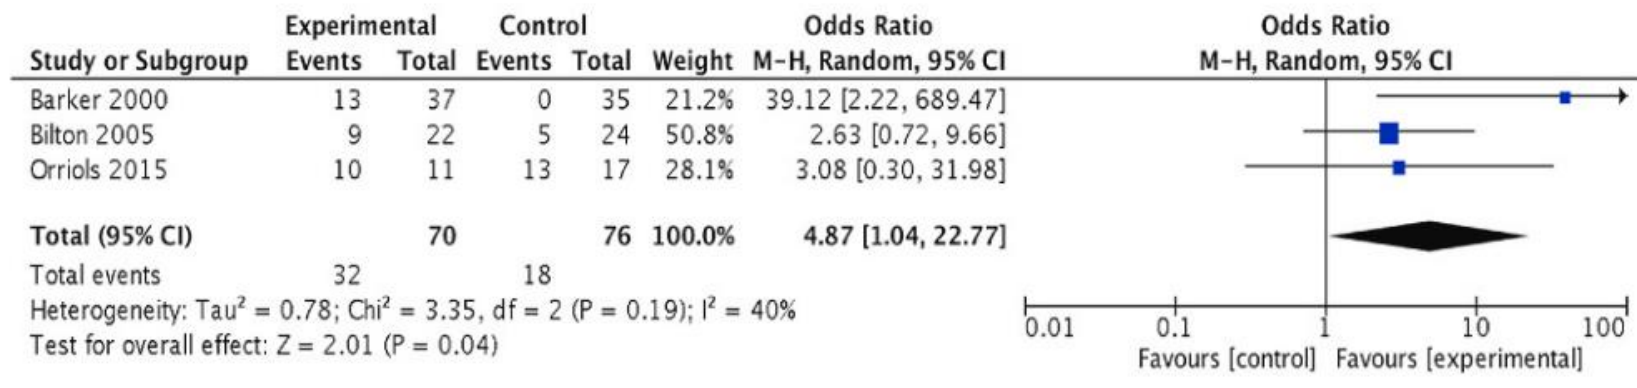 Experimental Control Odds Ratio Odds Ratio
Study or Subgroup Events Total Events Total Weight M-H, Random, 95% CI M-H, Random, 95% CI
Barker 2000 13 37 0 35 21.2% 39.12 [2.22, 689.47]
Bilton 2005 9 22 5 24 50.8% 2.63 [0.72, 9.66]
Orriols 2015 10 11 13 17 28.1% 3.08 [0.30, 31.98]
Total (95% CI) 70 76 100.0% 4.87 [1.04, 22.77]
Total events 32 18
Heterogeneity: Tau² = 0.78; Chi² = 3.35, df = 2 (P = 0.19); I² = 40%
Test for overall effect: Z = 2.01 (P = 0.04)
0.01 0.1 1 10 100
Favours [control] Favours [experimental]